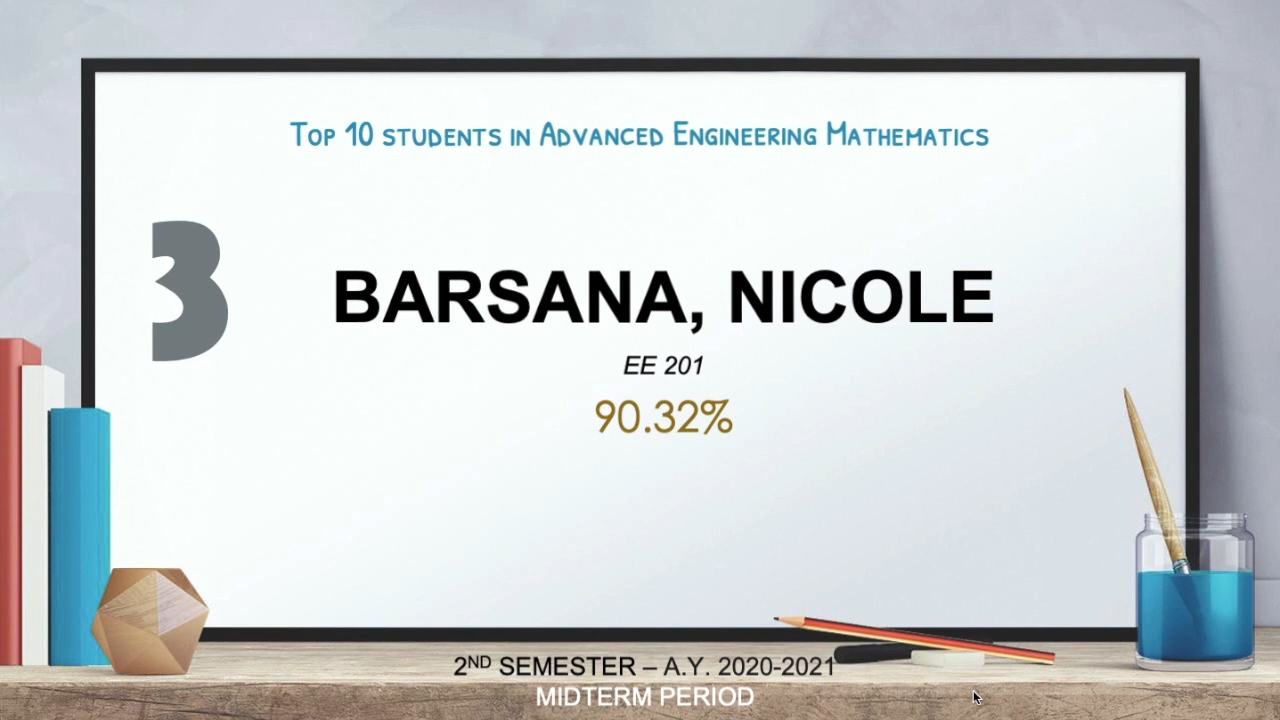 Top 10 students in Advanced Engineering Mathematics
3
BARSANA, NICOLE
EE 201
90.32%
2ND SEMESTER – A.Y. 2020-2021
MIDTERM PERIOD